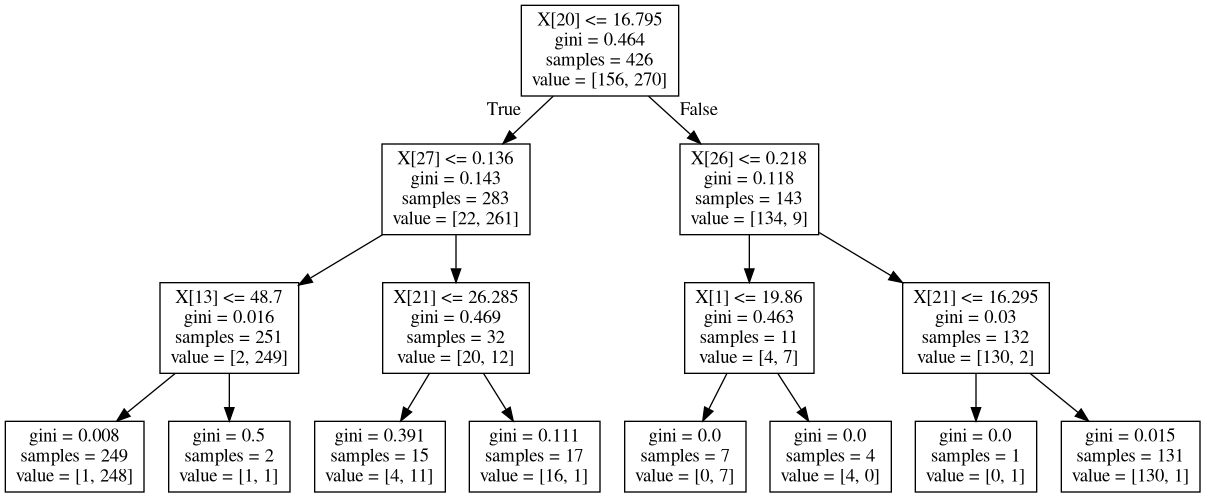 X[20] <= 16.795
gini = 0.464
samples = 426
value = [156, 270]
True
False
X[27] <= 0.136
gini = 0.143
samples = 283
value = [22, 261]
X[26] <= 0.218
gini = 0.118
samples = 143
value = [134, 9]
X[13] <= 48.7
gini = 0.016
samples = 251
value = [2, 249]
X[21] <= 26.285
gini = 0.469
samples = 32
value = [20, 12]
X[1] <= 19.86
gini = 0.463
samples = 11
value = [4, 7]
X[21] <= 16.295
gini = 0.03
samples = 132
value = [130, 2]
gini = 0.008
samples = 249
value = [1, 248]
gini = 0.5
samples = 2
value = [1, 1]
gini = 0.391
samples = 15
value = [4, 11]
gini = 0.111
samples = 17
value = [16, 1]
gini = 0.0
samples = 7
value = [0, 7]
gini = 0.0
samples = 4
value = [4, 0]
gini = 0.0
samples = 1
value = [0, 1]
gini = 0.015
samples = 131
value = [130, 1]